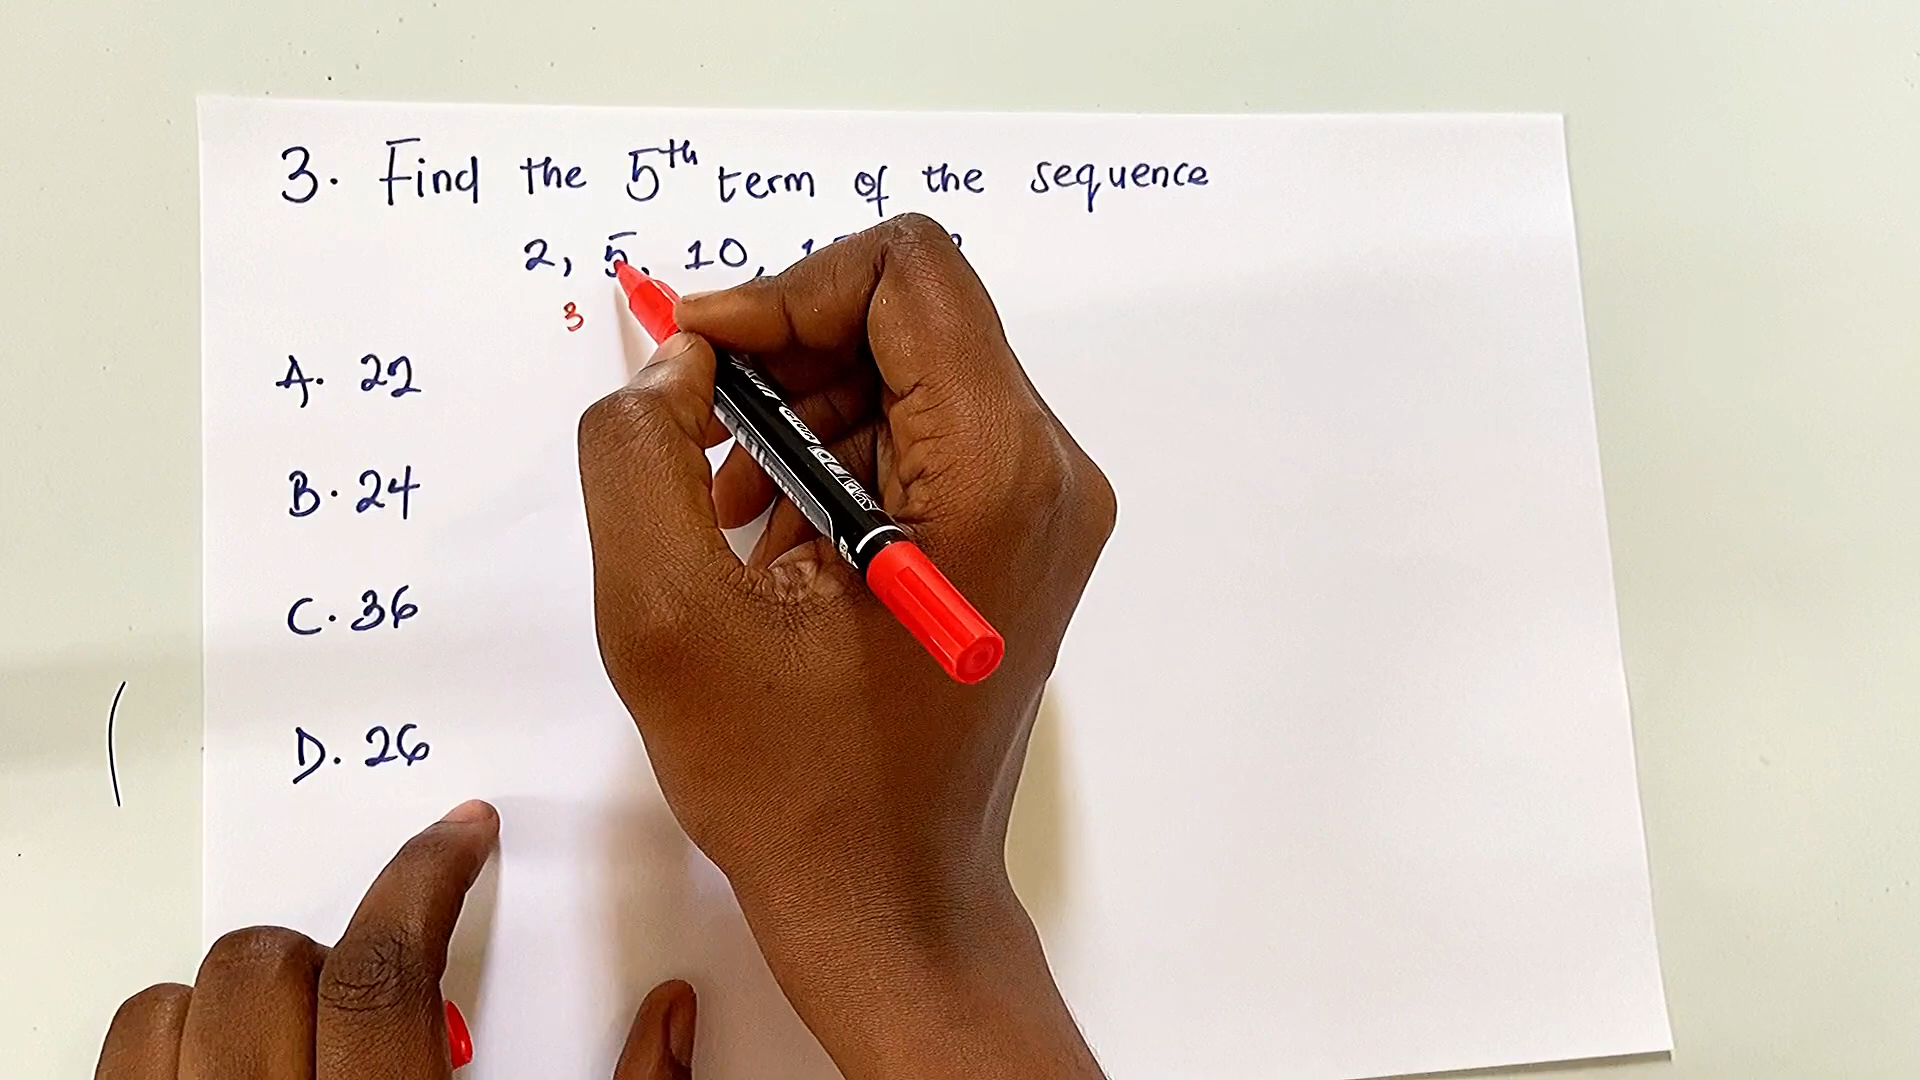 3. Find the 5th term of the sequence
2, 5, 10,
3
A. 22
B. 24
C. 36
D. 26